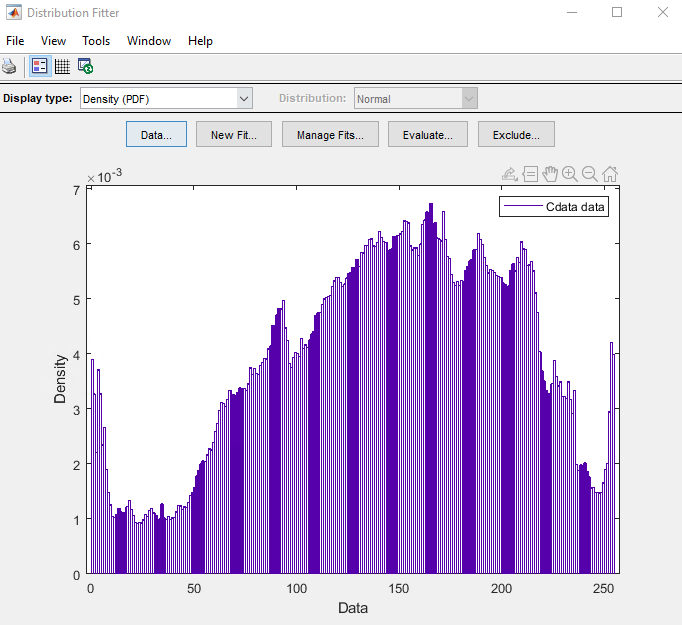 Distribution Fitter
File View Tools Window Help
Display type: Density (PDF) Distribution: Normal
Data... New Fit... Manage Fits... Evaluate... Exclude...
×10-3
7
Cdata data
6
5
4
3
2
1
0
Density
0 50 100 150 200 250
Data